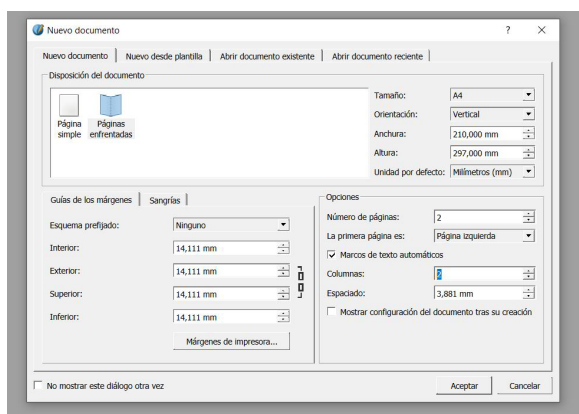 Nuevo documento
Nuevo documento Nuevo desde plantilla Abrir documento existente Abrir documento reciente
Disposición del documento
Página simple
Páginas enfrentadas
Tamaño: A4
Orientación: Vertical
Anchura: 210,000 mm
Altura: 297,000 mm
Unidad por defecto: Milímetros (mm)
Guías de los márgenes Sangrías
Esquema prefijado: Ninguno
Interior: 14,111 mm
Exterior: 14,111 mm
Superior: 14,111 mm
Inferior: 14,111 mm
Márgenes de impresora...
Opciones
Número de páginas: 2
La primera página es: Página izquierda
Marcos de texto automáticos
Columnas: 2
Espaciado: 3,881 mm
Mostrar configuración del documento tras su creación
No mostrar este diálogo otra vez
Aceptar Cancelar